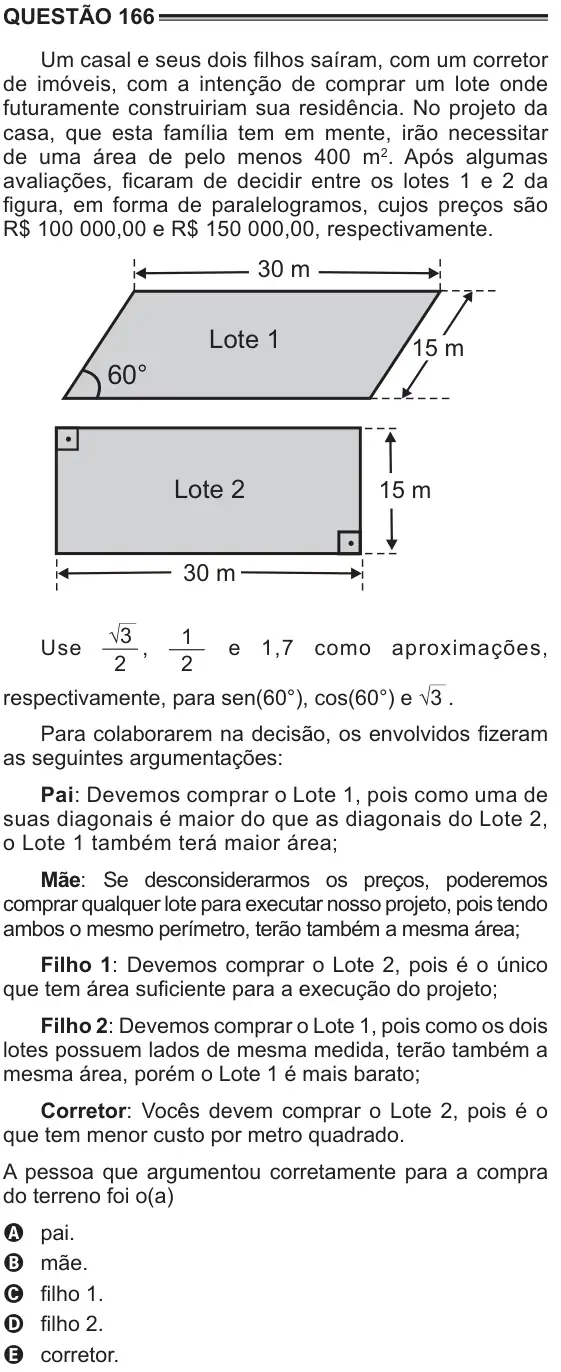 QUESTÃO 166
Um casal e seus dois filhos saíram, com um corretor
de imóveis, com a intenção de comprar um lote onde
futuramente construiriam sua residência. No projeto da
casa, que esta família tem em mente, irão necessitar
de uma área de pelo menos 400 m². Após algumas
avaliações, ficaram de decidir entre os lotes 1 e 2 da
figura, em forma de paralelogramos, cujos preços são
R$ 100 000,00 e R$ 150 000,00, respectivamente.
30 m
Lote 1
15 m
60°
Lote 2
15 m
30 m
Use √3/2, 1/2 e 1,7 como aproximações,
respectivamente, para sen(60°), cos(60°) e √3.
Para colaborarem na decisão, os envolvidos fizeram
as seguintes argumentações:
Pai: Devemos comprar o Lote 1, pois como uma de
suas diagonais é maior do que as diagonais do Lote 2,
o Lote 1 também terá maior área;
Mãe: Se desconsiderarmos os preços, poderemos
comprar qualquer lote para executar nosso projeto, pois tendo
ambos o mesmo perímetro, terão também a mesma área;
Filho 1: Devemos comprar o Lote 2, pois é o único
que tem área suficiente para a execução do projeto;
Filho 2: Devemos comprar o Lote 1, pois como os dois
lotes possuem lados de mesma medida, terão também a
mesma área, porém o Lote 1 é mais barato;
Corretor: Vocês devem comprar o Lote 2, pois é o
que tem menor custo por metro quadrado.
A pessoa que argumentou corretamente para a compra
do terreno foi o(a)
A pai.
B mãe.
C filho 1.
D filho 2.
E corretor.